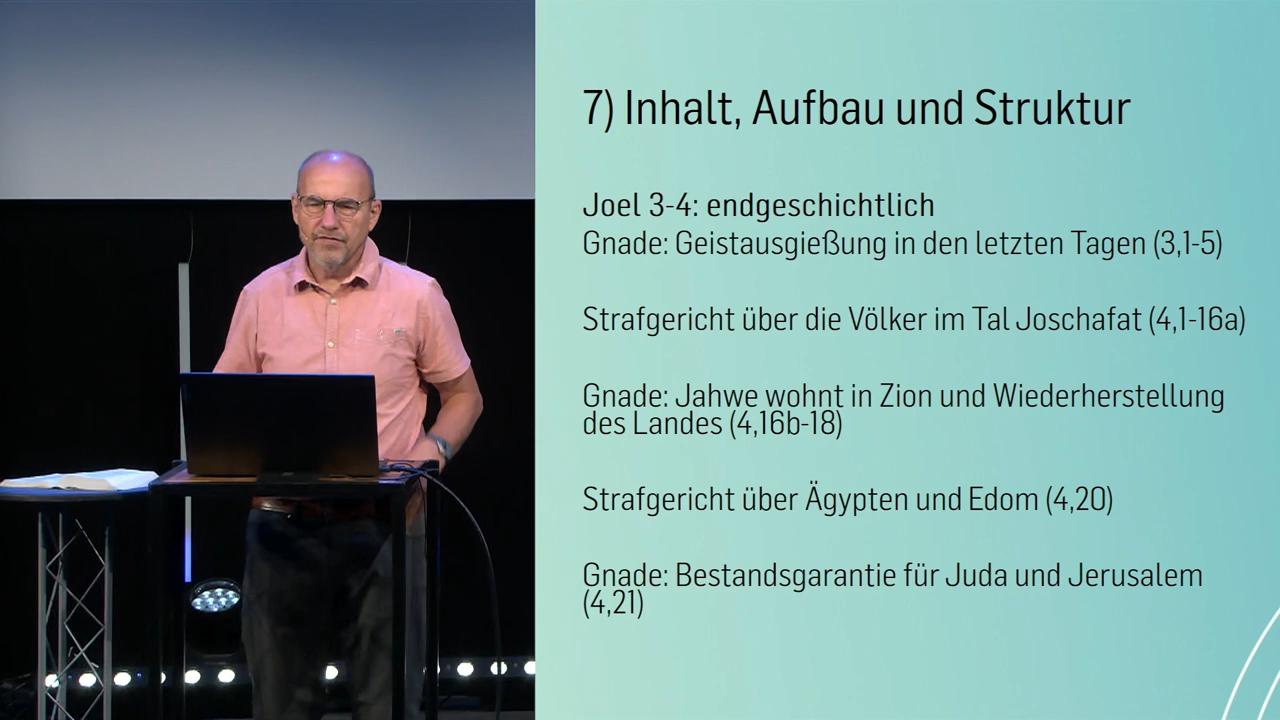 7) Inhalt, Aufbau und Struktur
Joel 3-4: endgeschichtlich
Gnade: Geistausgießung in den letzten Tagen (3,1-5)
Strafgericht über die Völker im Tal Joschafat (4,1-16a)
Gnade: Jahwe wohnt in Zion und Wiederherstellung
des Landes (4,16b-18)
Strafgericht über Ägypten und Edom (4,20)
Gnade: Bestandsgarantie für Juda und Jerusalem
(4,21)